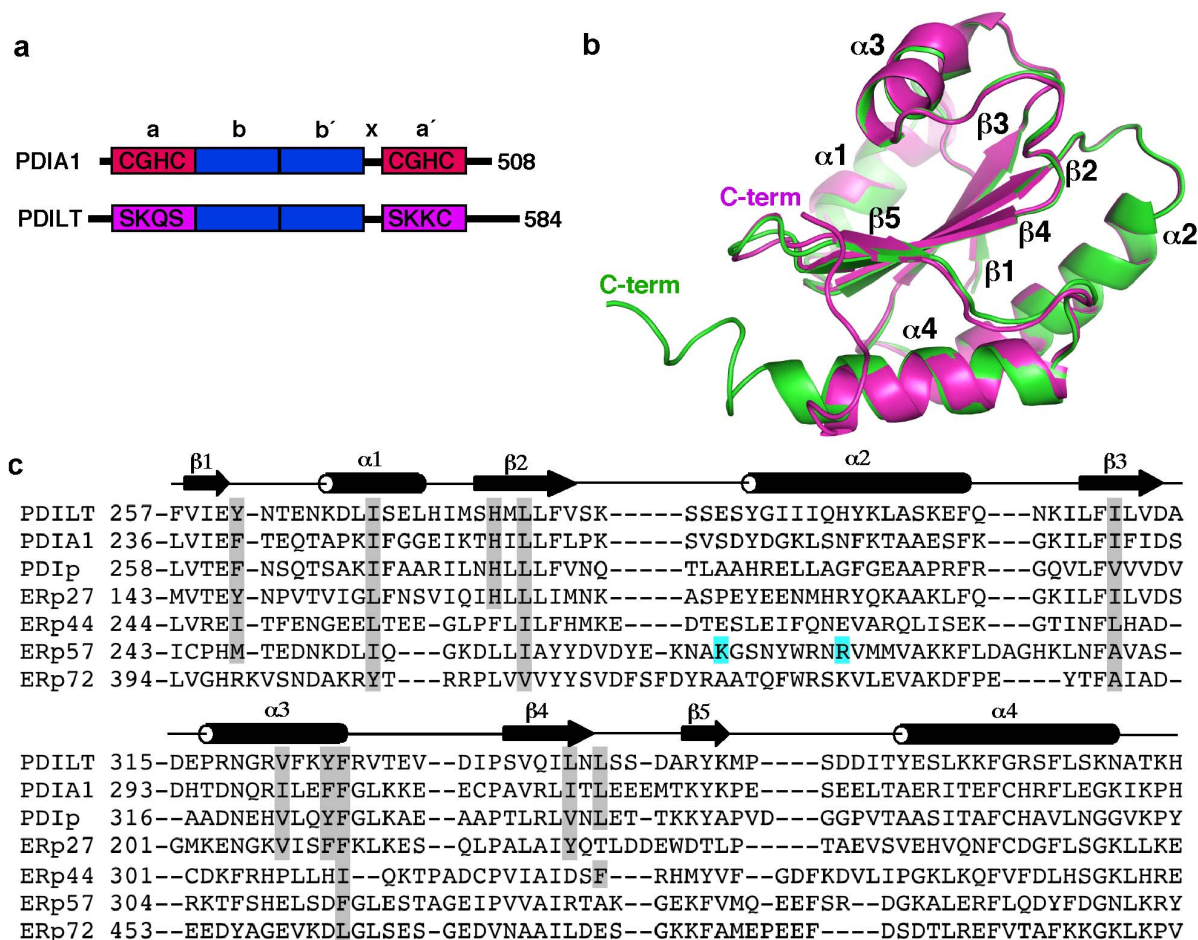 a
a b b´ x a´
PDIA1 CGHC CGHC 508
PDILT SKQS SKKC 584
b
α3
β3
α1
β2
C-term
β5
α2
β4
β1
C-term
α4
c
β1 α1 β2 α2 β3
PDILT 257-FVIEY-NTENKDLISELHIMSHMLLFVSK-----SSESYGIIIQHYKLASKEFQ---NKILFILVDA
PDIA1 236-LVIEF-TEQTAPKIFGGEIKTHILLFLPK-----SVSDYDGKLSNFKTAAESFK---GKILFIFIDS
PDIp 258-LVTEF-NSQTSAKIFAARILNHLLLFVNQ-----TLAAHRELLAGFGEAAPRFR---GQVLFVVVDV
ERp27 143-MVTEY-NPVTVIGLFNSVIQIHLLLIMNK-----ASPEYEENMHRYQKAAKLFQ---GKILFILVDS
ERp44 244-LVREI-TFENGEELTEE-GLPFLILFHMKE----DTESLEIFQNEVARQLISEK---GTINFLHAD-
ERp57 243-ICPHM-TEDNKDLIQ---GKDLLIAYYDVDYE-KNAKGSNYWRNRVMMVAKKFLDAGHKLNFAVAS-
ERp72 394-LVGHRKVSNDAKRYT---RRPLVVVYYSVDFSFDYRAATQFWRSKVLEVAKDFPE----YTFAIAD-
α3 β4 β5 α4
PDILT 315-DEPRNGRVFKYFRVTEV---DIPSVQILNLSS--DARYKMP----SDDITYESLKKFGRSFLSKNATKH
PDIA1 293-DHTDNQRILEFFGLKKE---ECPAVRLITLEEEMTKYKPE-----SEELTAERITEFCHRFLEGKIKPH
PDIp 316--AADNEHVLQYFGLKAE---AAPTLRLVNLET-TKKYAPVD----GGPVTAASITAFCHAVLNGGVKPY
ERp27 201-GMKENGKVISFFKLKES--QLPALAIYQTLDDEWDTLP------TAEVSVEHVQNFCDGFLSGKLLKE
ERp44 301--CDKFRHPLLHI--QKTPADCPVIAIDSF----RHMYVF--GDFKDVLIPGKLKQFVFDLHSGKLHRE
ERp57 304--RKTFSHELSDFGLESTAGEIPVVAIRTAK---GEKFVMQ-EEFSR--DGKALERFLQDYFDGNLKRY
ERp72 453--EEDYAGEVKDLGLSES-GEDVNAAILDES---GKKFAMEPEEF----DSDTLREFVTAFKKGKLKPV